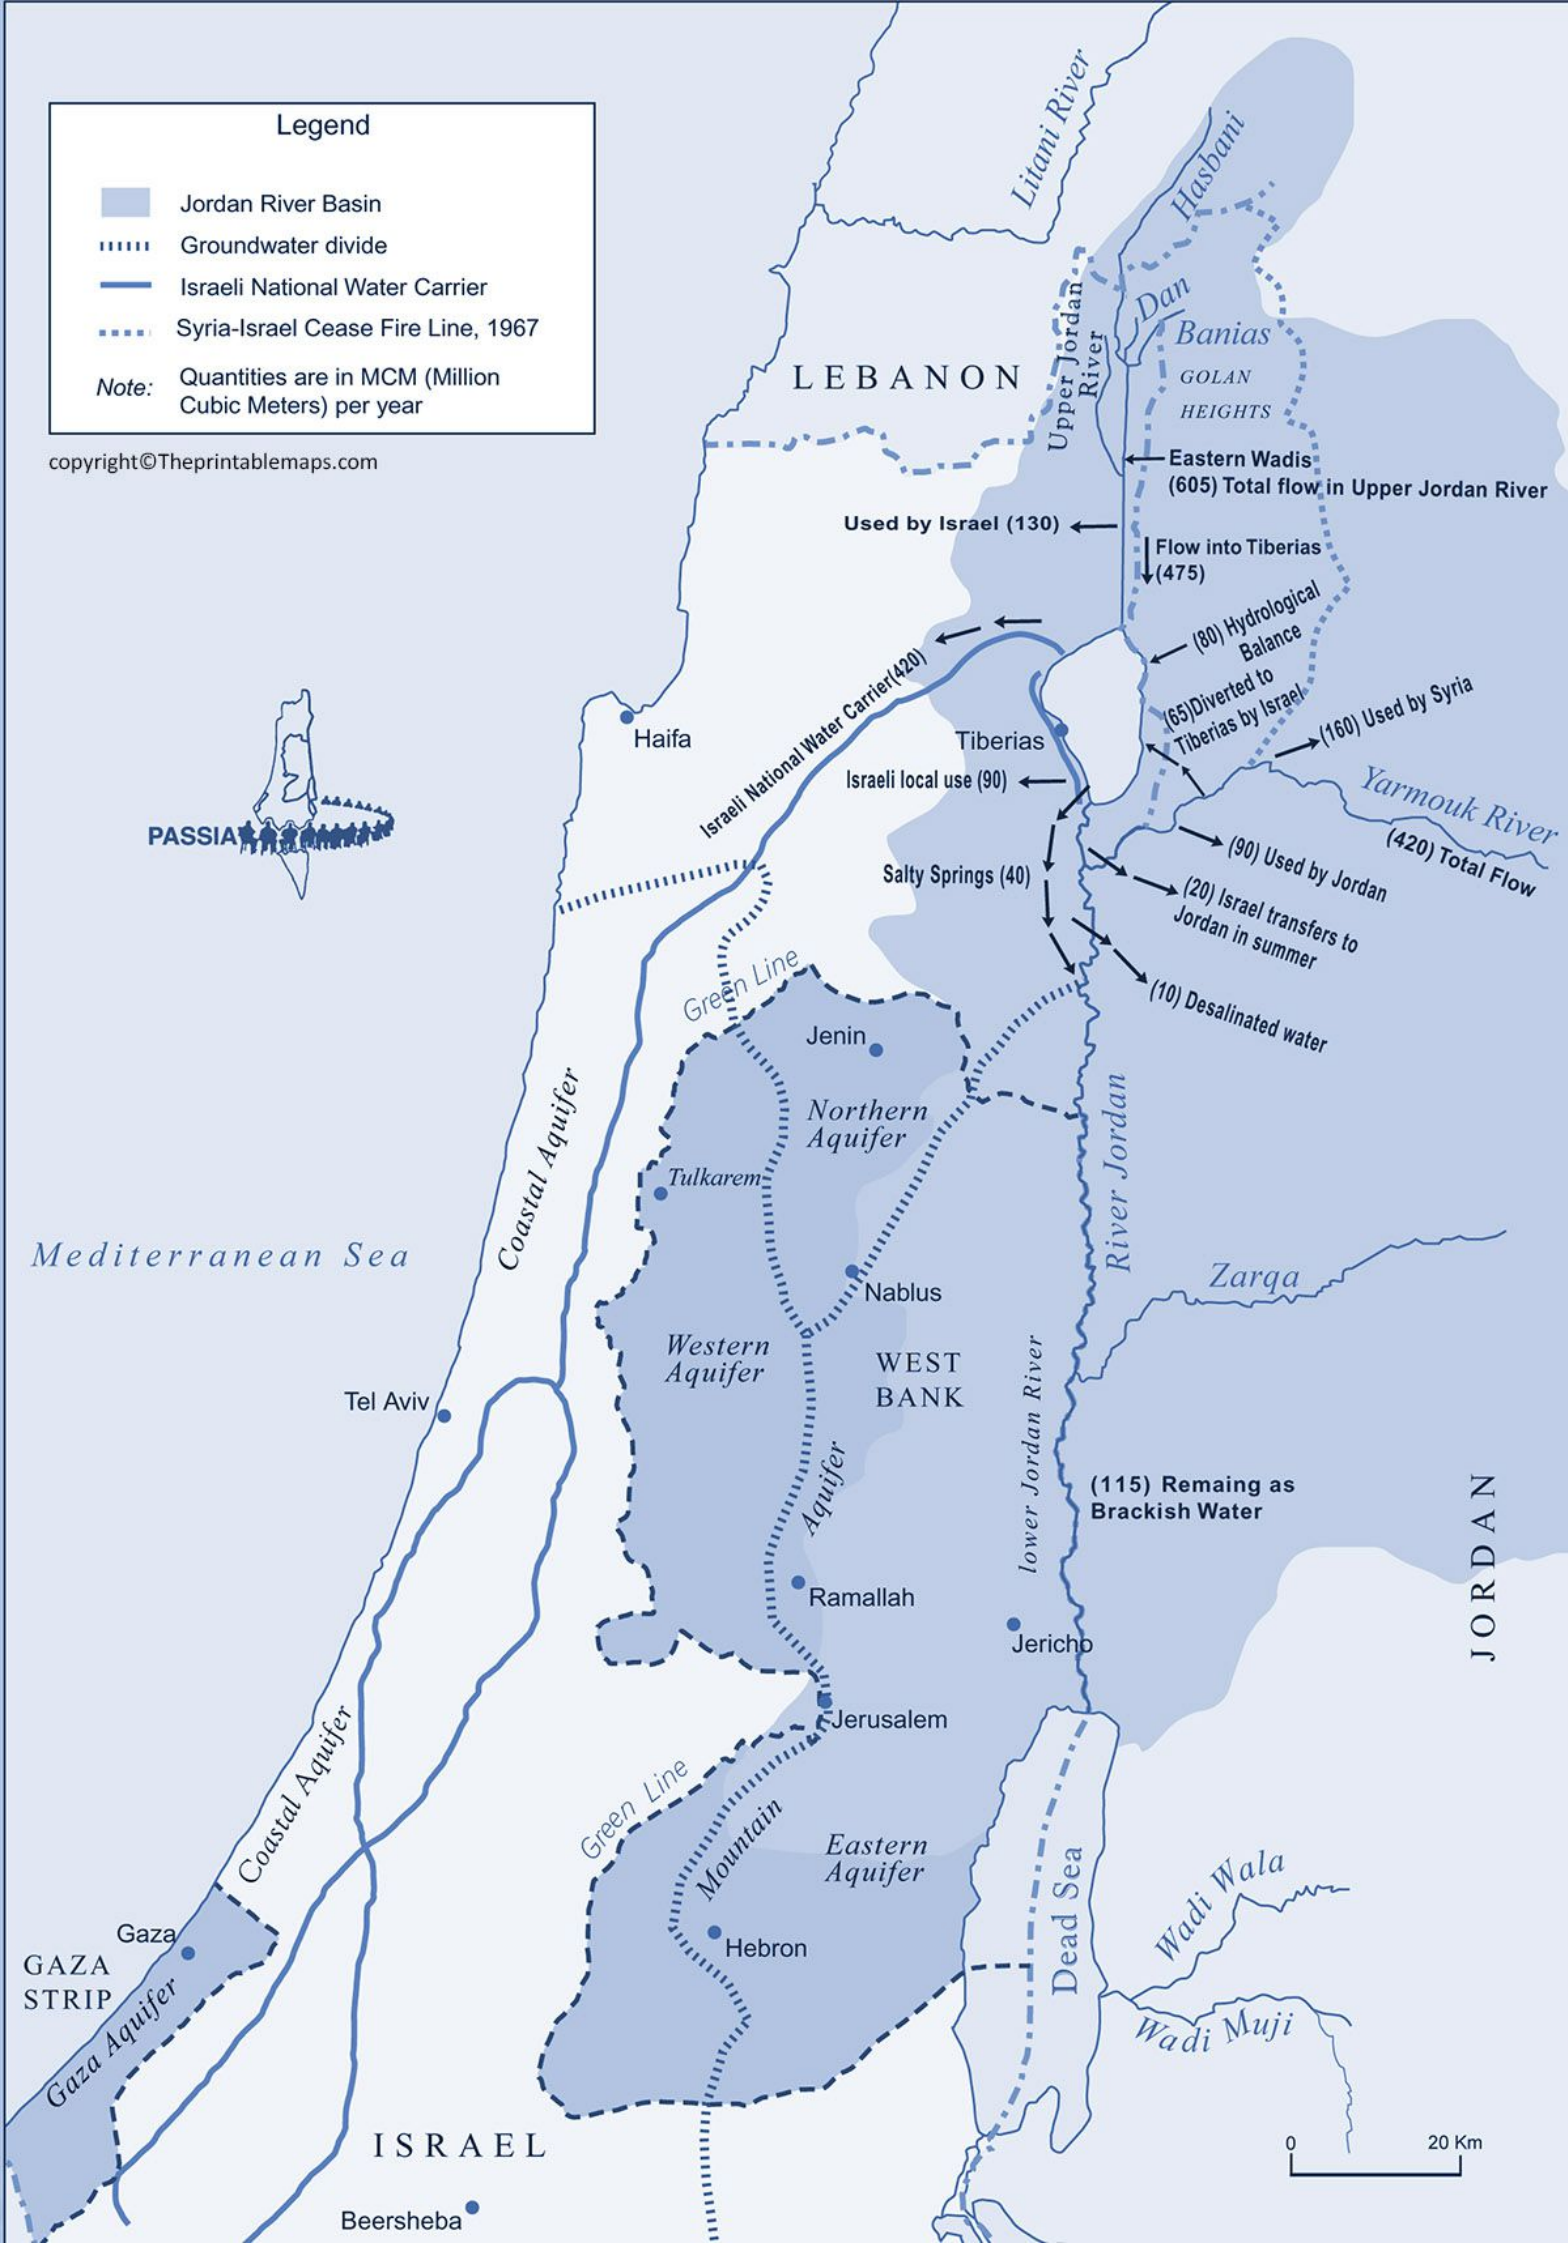 Legend
Jordan River Basin
Groundwater divide
Israeli National Water Carrier
Syria-Israel Cease Fire Line, 1967
Note: Quantities are in MCM (Million
Cubic Meters) per year
copyright©Theprintablemaps.com
Litani River
Hasbani
Dan
Banias
Upper Jordan
River
GOLAN
HEIGHTS
LEBANON
Eastern Wadis
(605) Total flow in Upper Jordan River
Used by Israel (130)
Flow into Tiberias
(475)
(80) Hydrological
Balance
(65)Diverted to
Tiberias by Israel
(160) Used by Syria
Israeli National Water Carrier(420)
Haifa
Tiberias
Israeli local use (90)
Yarmouk River
(420) Total Flow
PASSIA
(90) Used by Jordan
Salty Springs (40)
(20) Israel transfers to
Jordan in summer
(10) Desalinated water
Green Line
Jenin
Northern
Aquifer
Coastal Aquifer
River Jordan
Tulkarem
Mediterranean Sea
Zarqa
Nablus
Western
Aquifer
WEST
BANK
lower Jordan River
Tel Aviv
Aquifer
(115) Remaing as
Brackish Water
JORDAN
Ramallah
Jericho
Jerusalem
Coastal Aquifer
Green Line
Mountain
Eastern
Aquifer
Dead Sea
Wadi Wala
Gaza
GAZA
STRIP
Hebron
Gaza Aquifer
Wadi Muji
ISRAEL
0 20 Km
Beersheba